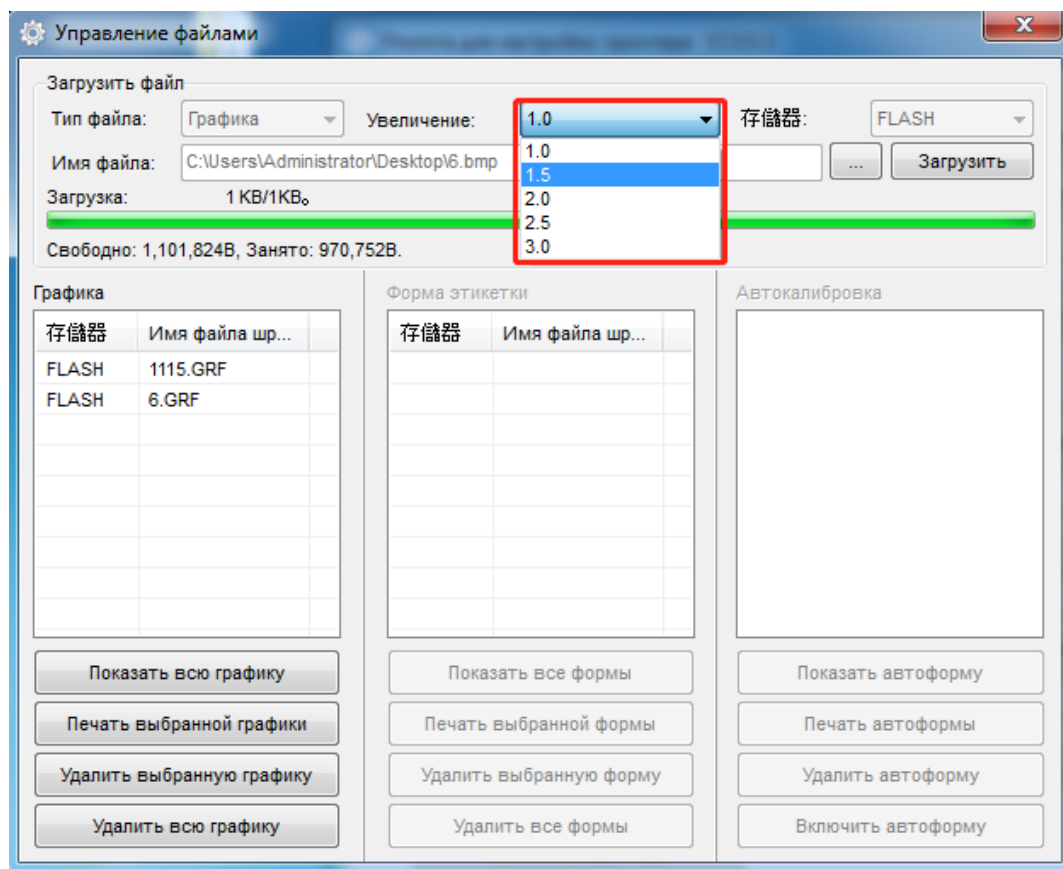 Управление файлами
x
Загрузить файл
Тип файла: Графика Увеличение: 1.0 存儲器: FLASH
1.0
Имя файла: C:\Users\Administrator\Desktop\6.bmp ... Загрузить
1.5
Загрузка: 1 KB/1KB。
2.0
2.5
Свободно: 1,101,824B, Занято: 970,752B.
3.0
Графика
存儲器 Имя файла шр...
FLASH 1115.GRF
FLASH 6.GRF
Показать всю графику
Печать выбранной графики
Удалить выбранную графику
Удалить всю графику
Форма этикетки
存儲器 Имя файла шр...
Показать все формы
Печать выбранной формы
Удалить выбранную форму
Удалить все формы
Автокалибровка
Показать автоформу
Печать автоформы
Удалить автоформу
Включить автоформу